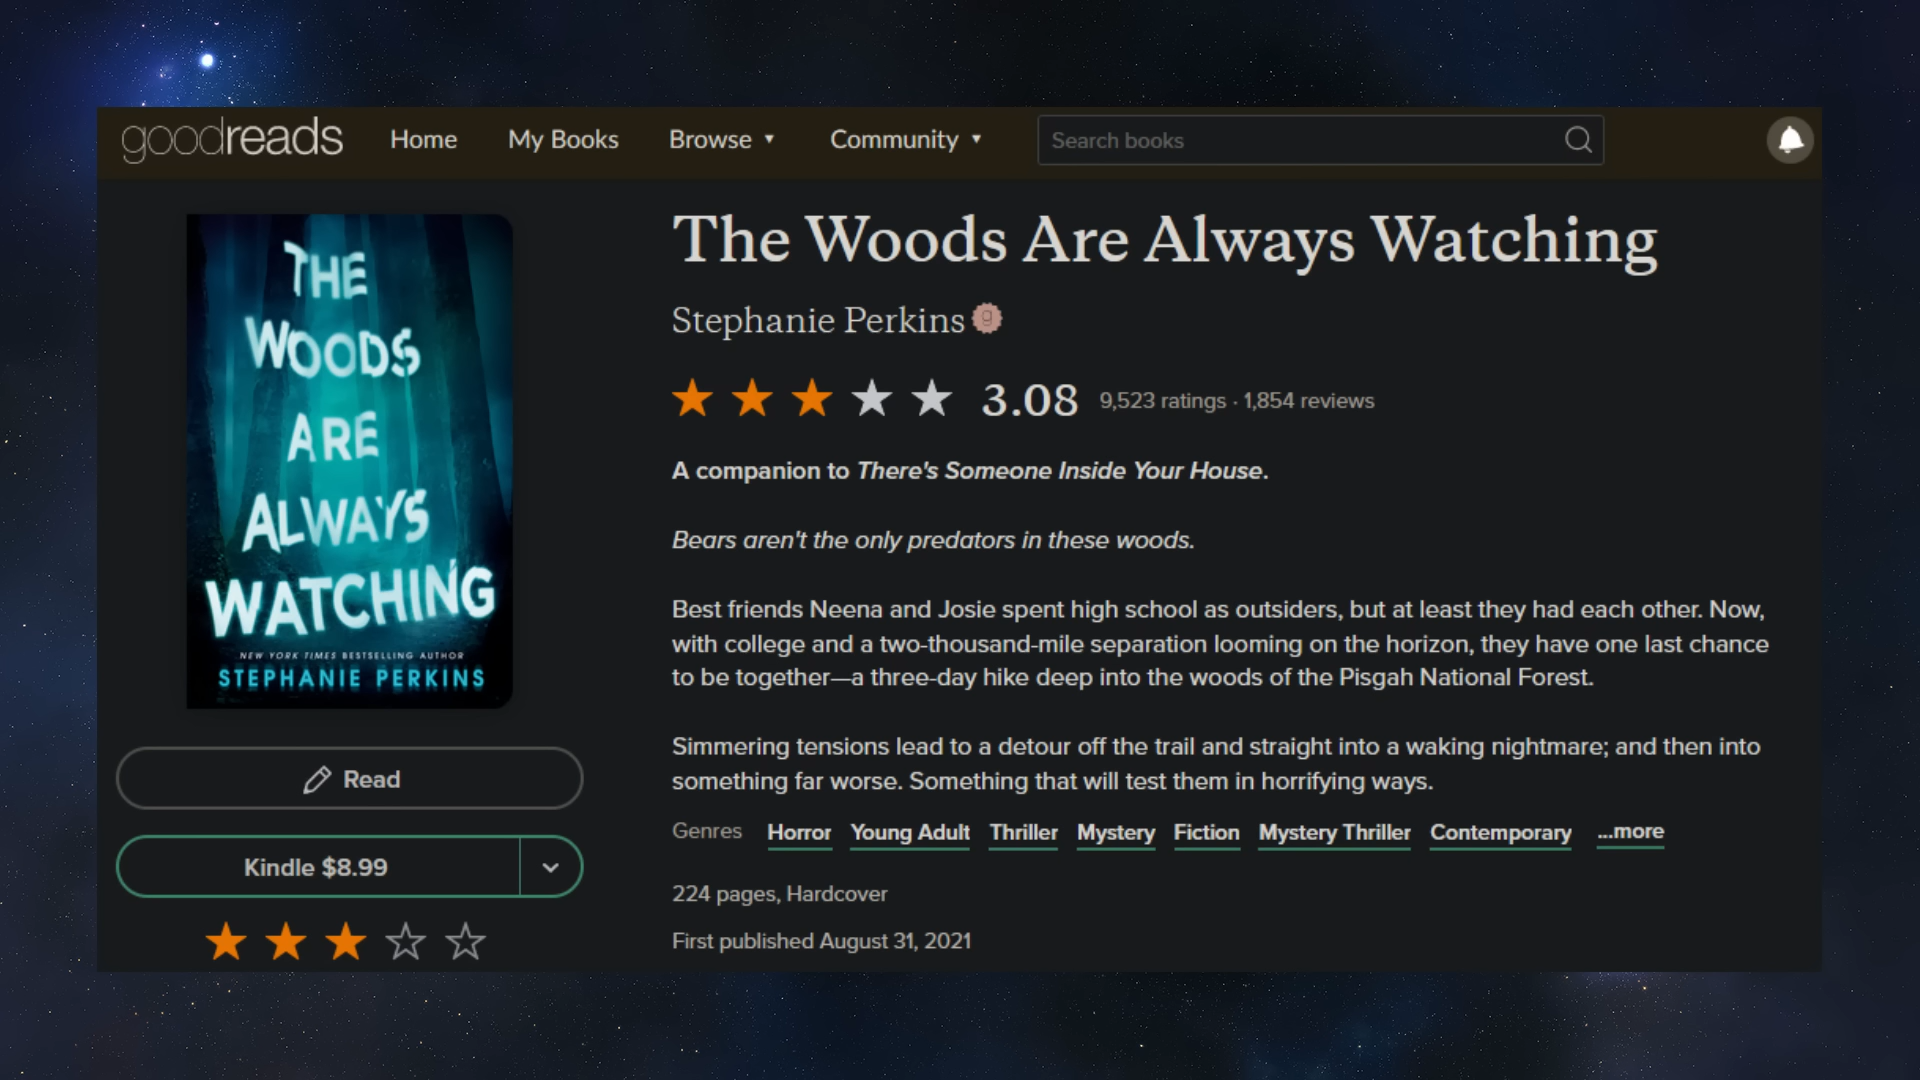 goodreads
Home
My Books
Browse
Community
Search books
THE
WOODS
ARE
ALWAYS
WATCHING
NEW YORK TIMES BESTSELLING AUTHOR
STEPHANIE PERKINS
Read
Kindle $8.99
The Woods Are Always Watching
Stephanie Perkins
3.08
9,523 ratings · 1,854 reviews
A companion to There's Someone Inside Your House.
Bears aren't the only predators in these woods.
Best friends Neena and Josie spent high school as outsiders, but at least they had each other. Now,
with college and a two-thousand-mile separation looming on the horizon, they have one last chance
to be together—a three-day hike deep into the woods of the Pisgah National Forest.
Simmering tensions lead to a detour off the trail and straight into a waking nightmare; and then into
something far worse. Something that will test them in horrifying ways.
Genres Horror Young Adult Thriller Mystery Fiction Mystery Thriller Contemporary ...more
224 pages, Hardcover
First published August 31, 2021